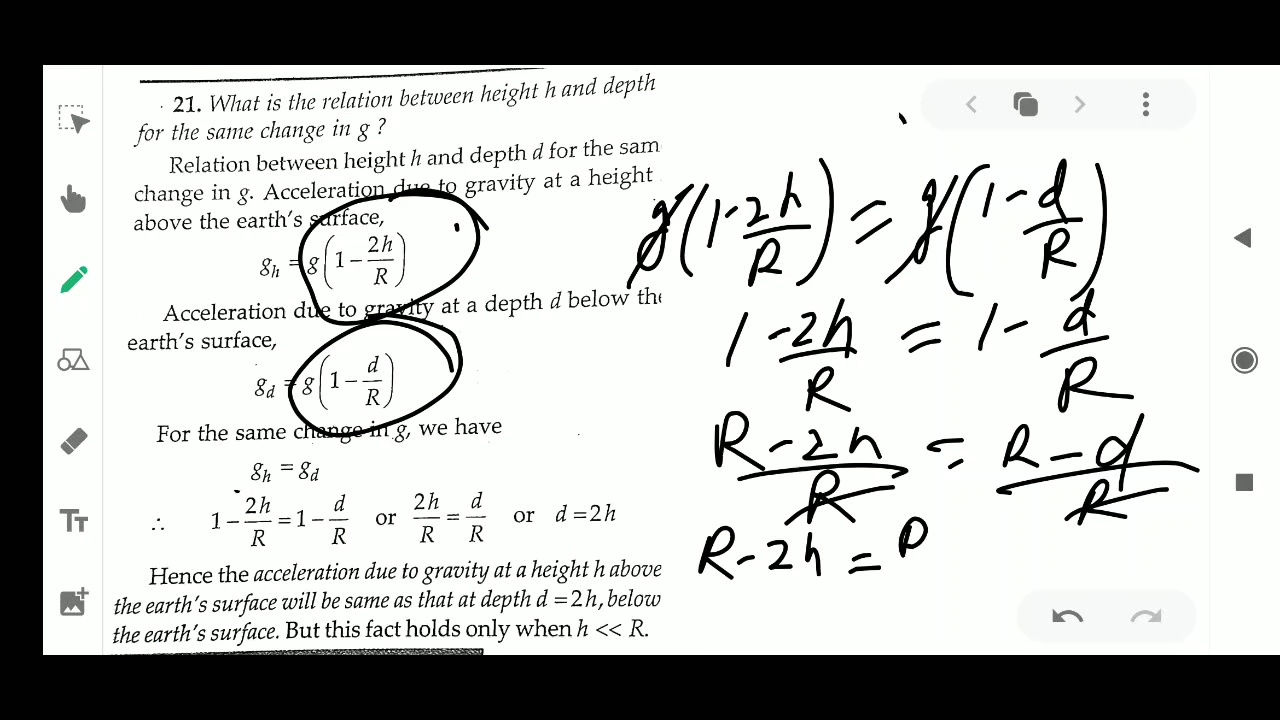 21. What is the relation between height h and depth
for the same change in g ?
Relation between height h and depth d for the sam
change in g. Acceleration due to gravity at a height
above the earth's surface,
g_h = g(1 − 2h/R)
Acceleration due to gravity at a depth d below the
earth's surface,
g_d = g(1 − d/R)
For the same change in g, we have
g_h = g_d
∴ 1 − 2h/R = 1 − d/R or 2h/R = d/R or d = 2h
Hence the acceleration due to gravity at a height h above
the earth's surface will be same as that at depth d = 2h, below
the earth's surface. But this fact holds only when h << R.
g(1 − 2h/R) = g(1 − d/R)
1 − 2h/R = 1 − d/R
R − 2h/R = R − d/R
R − 2h = R
Tt